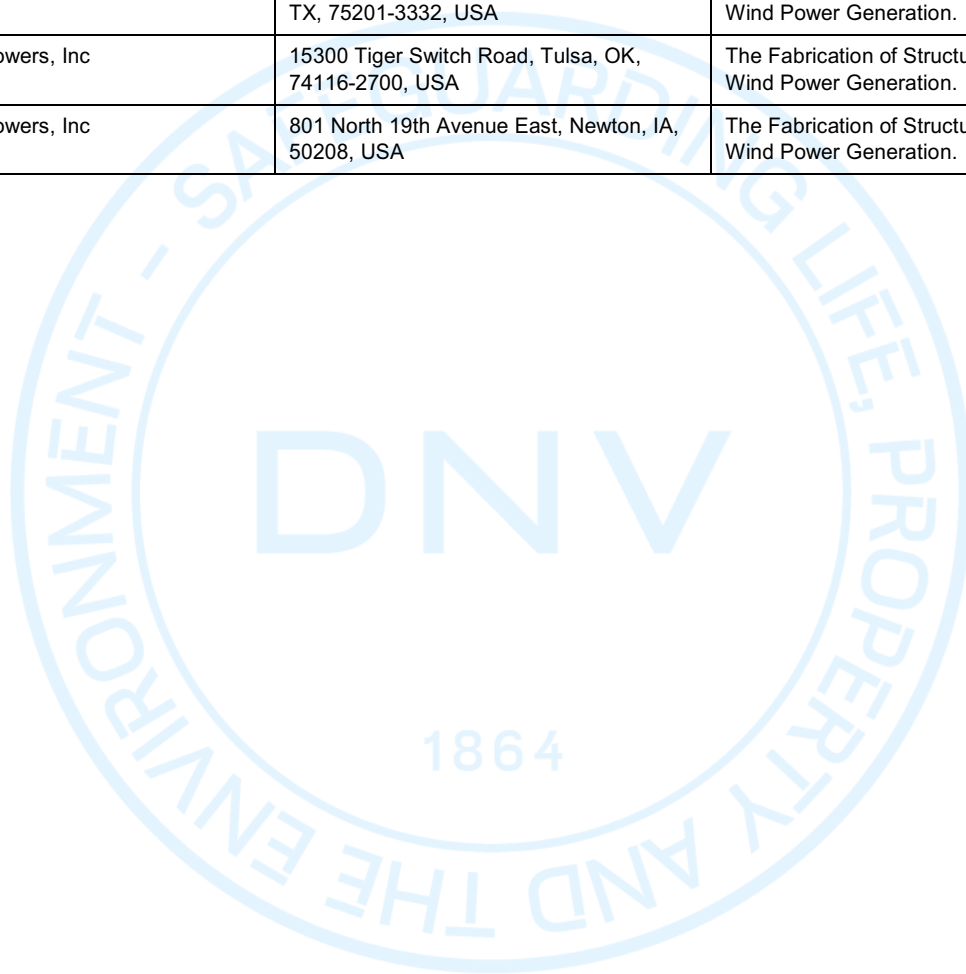 TX, 75201-3332, USA
Wind Power Generation.
owers, Inc
15300 Tiger Switch Road, Tulsa, OK,
74116-2700, USA
The Fabrication of Structu
Wind Power Generation.
owers, Inc
801 North 19th Avenue East, Newton, IA,
50208, USA
The Fabrication of Structu
Wind Power Generation.
SAFEGUARDING LIFE, PROPERTY AND THE ENVIRONMENT -
DNV
1864